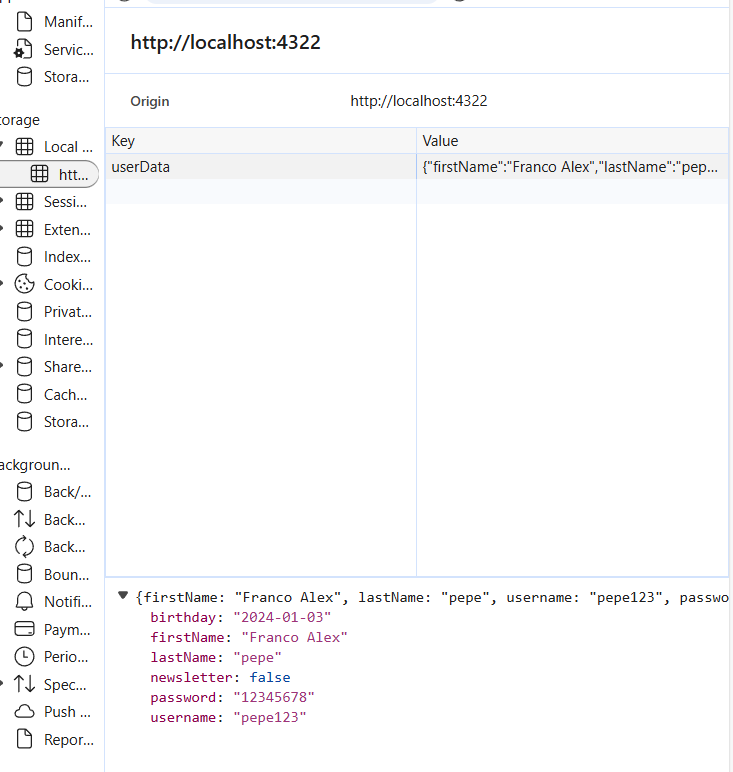 Manif...
Servic...
Stora...
orage
Local ...
htt...
Sessi...
Exten...
Index...
Cooki...
Privat...
Intere...
Share...
Cach...
Stora...
ackgroun...
Back/...
Back...
Back...
Boun...
Notifi...
Paym...
Perio...
Spec...
Push ...
Repor...
http://localhost:4322
Origin http://localhost:4322
Key Value
userData {"firstName":"Franco Alex","lastName":"pep...
{firstName: "Franco Alex", lastName: "pepe", username: "pepe123", passwo
birthday: "2024-01-03"
firstName: "Franco Alex"
lastName: "pepe"
newsletter: false
password: "12345678"
username: "pepe123"